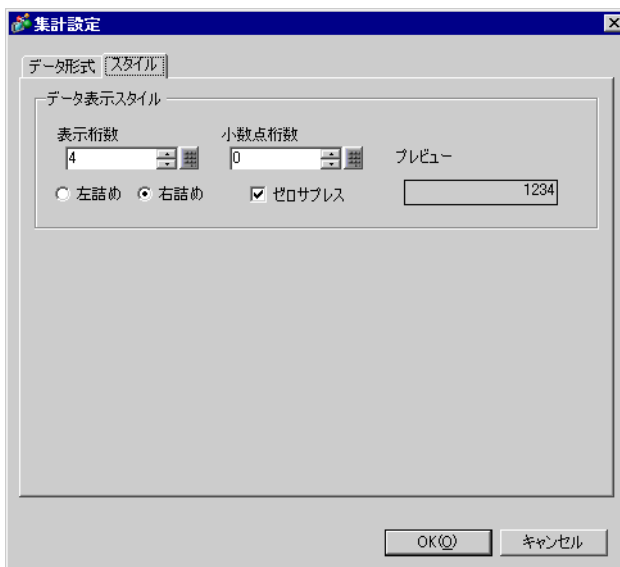 集計設定
データ形式 スタイル
データ表示スタイル
表示桁数 小数点桁数
4 0 プレビュー
左詰め 右詰め ゼロサプレス 1234
OK(O) キャンセル